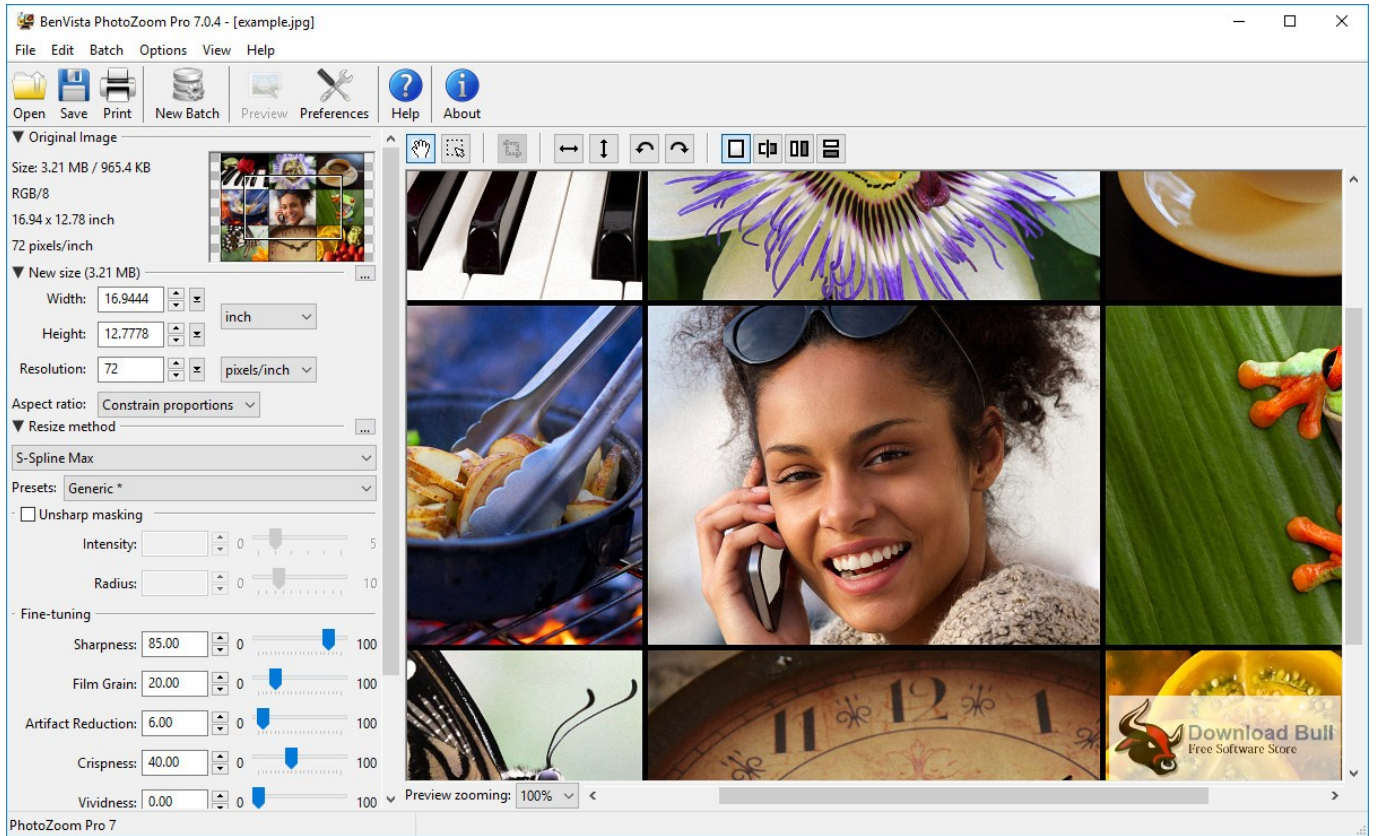 BenVista PhotoZoom Pro 7.0.4 - [example.jpg]
File Edit Batch Options View Help
Open Save Print New Batch Preview Preferences Help About
Original Image
Size: 3.21 MB / 965.4 KB
RGB/8
16.94 x 12.78 inch
72 pixels/inch
New size (3.21 MB) ...
Width: 16.9444
inch
Height: 12.7778
Resolution: 72 pixels/inch
Aspect ratio: Constrain proportions
Resize method ...
S-Spline Max
Presets: Generic *
Unsharp masking
Intensity: 0 5
Radius: 0 10
Fine-tuning
Sharpness: 85.00 0 100
Film Grain: 20.00 0 100
Artifact Reduction: 6.00 0 100
Crispness: 40.00 0 100
Vividness: 0.00 0 100
11 12 1
Download Bull
Free Software Store
Preview zooming: 100%
PhotoZoom Pro 7